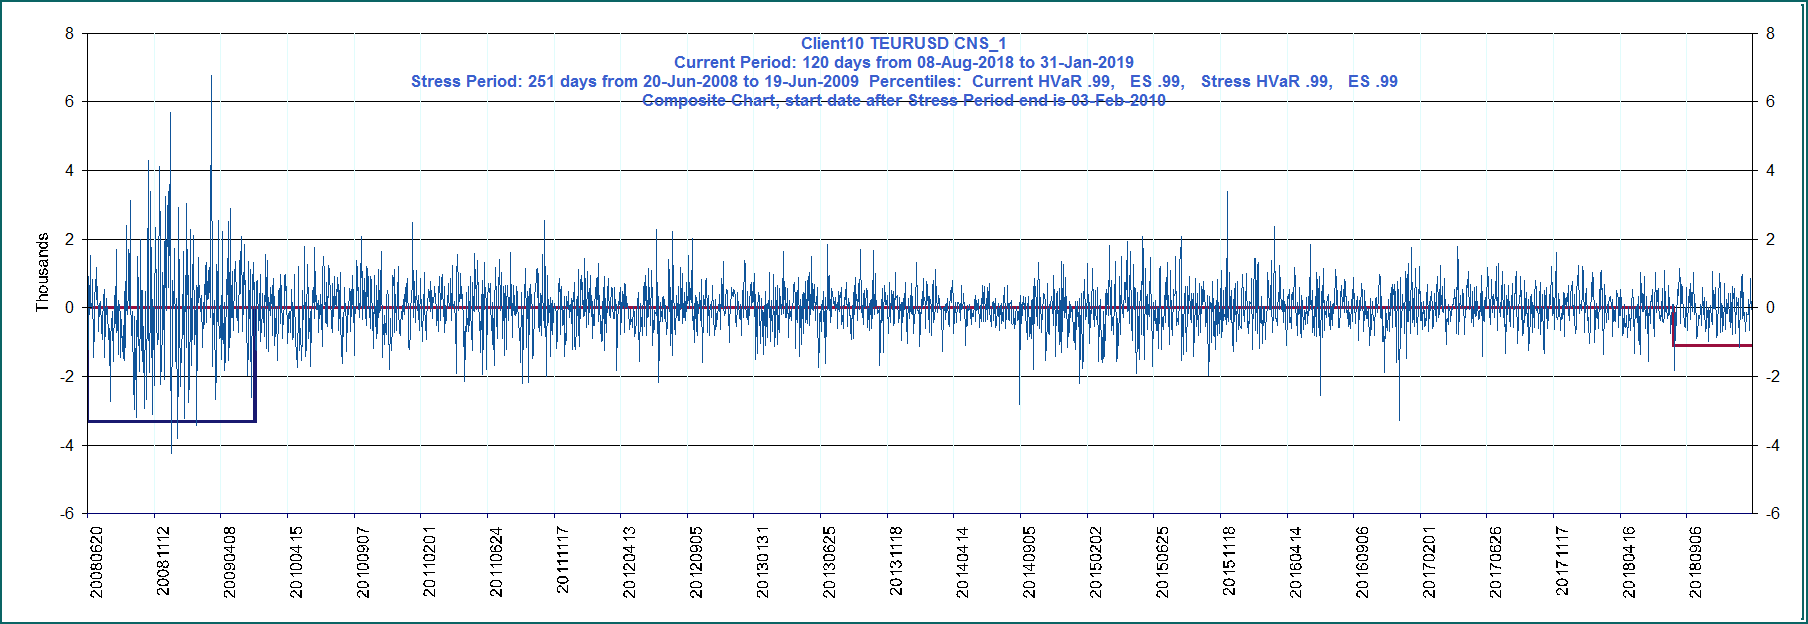 Client10 TEURUSD CNS_1
Current Period: 120 days from 08-Aug-2018 to 31-Jan-2019
Stress Period: 251 days from 20-Jun-2008 to 19-Jun-2009 Percentiles: Current HVaR .99, ES .99, Stress HVaR .99, ES .99
Composite Chart, start date after Stress Period end is 03-Feb-2010
Thousands
8 8
6 6
4 4
2 2
0 0
-2 -2
-4 -4
-6 -6
20080620 20081112 20090408 20100415 20100907 20110201 20110624 20111117 20120413 20120905 20130131 20130625 20131118 20140414 20140905 20150202 20150625 20151118 20160414 20160906 20170201 20170626 20171117 20180416 20180906